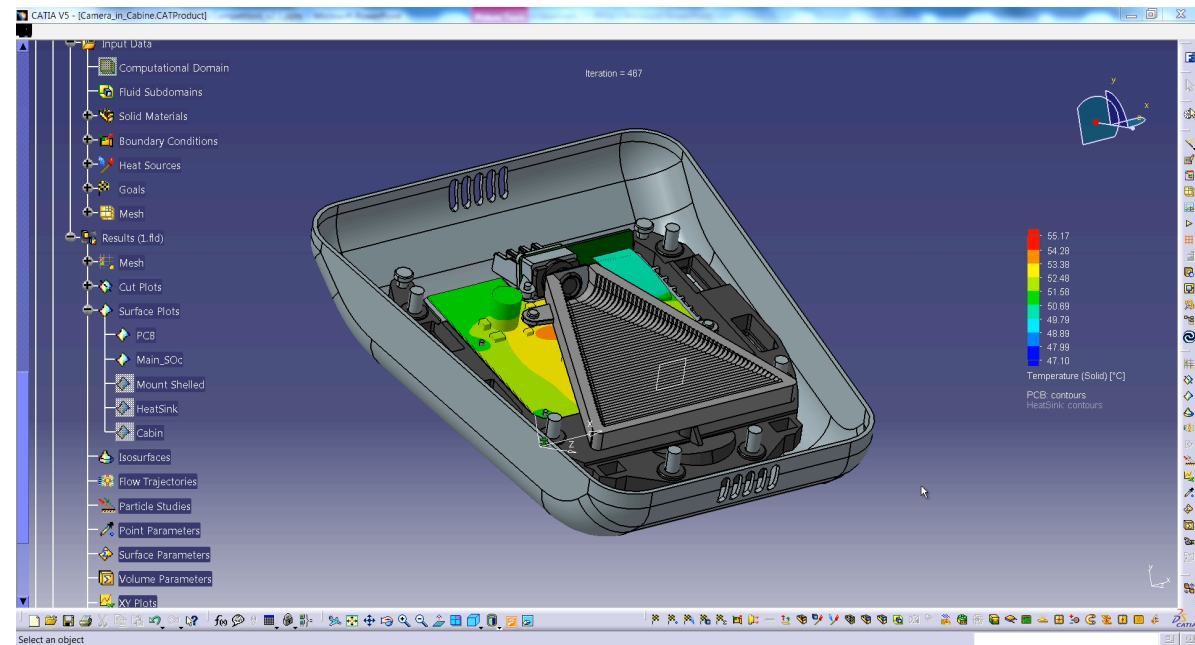 CATIA V5 - [Camera_in_Cabine.CATProduct]
Input Data
Computational Domain
Fluid Subdomains
Solid Materials
Boundary Conditions
Heat Sources
Goals
Mesh
Results (1.fld)
Mesh
Cut Plots
Surface Plots
PCB
Main_SOc
Mount Shelled
HeatSink
Cabin
Isosurfaces
Flow Trajectories
Particle Studies
Point Parameters
Surface Parameters
Volume Parameters
XY Plots
Iteration = 467
y
x
55.17
54.28
53.38
52.48
51.58
50.69
49.79
48.89
47.99
47.10
Temperature (Solid) [°C]
PCB: contours
HeatSink: contours
x
z
y
x
f(x)
CATIA
Select an object